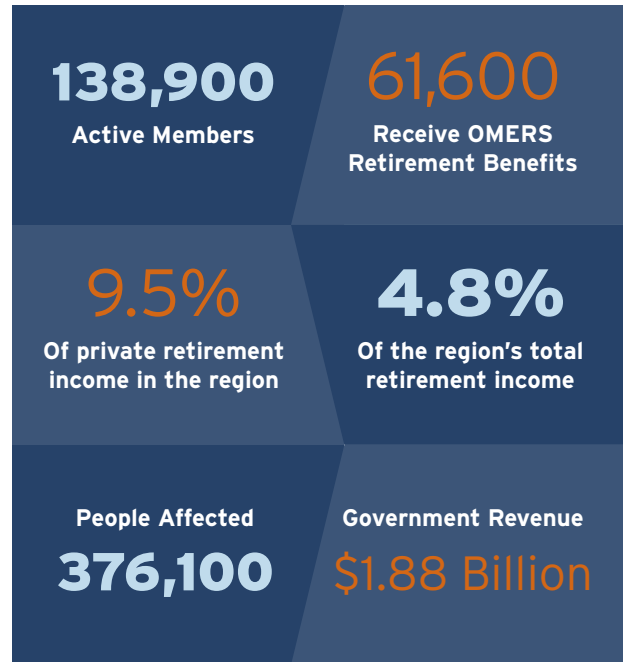 138,900
Active Members
61,600
Receive OMERS
Retirement Benefits
9.5%
Of private retirement
income in the region
4.8%
Of the region's total
retirement income
People Affected
376,100
Government Revenue
$1.88 Billion